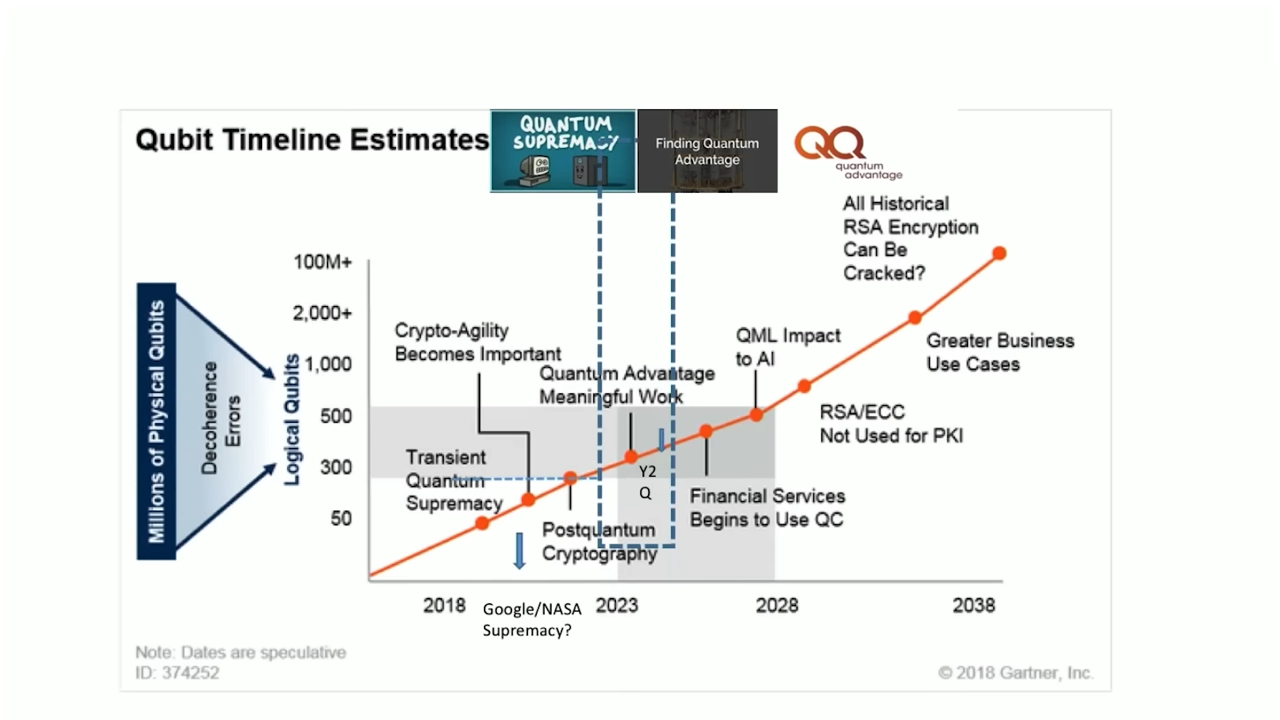 Qubit Timeline Estimates
QUANTUM
SUPREMACY
Finding Quantum
Advantage
QQ
quantum
advantage
All Historical
RSA Encryption
Can Be
Cracked?
100M+
2,000+
1,000
500
300
50
Millions of Physical Qubits
Decoherence
Errors
Logical Qubits
Crypto-Agility
Becomes Important
Quantum Advantage
Meaningful Work
QML Impact
to AI
Greater Business
Use Cases
RSA/ECC
Not Used for PKI
Transient
Quantum
Supremacy
Y2
Q
Financial Services
Begins to Use QC
Postquantum
Cryptography
2018
2023
2028
2038
Google/NASA
Supremacy?
Note: Dates are speculative
ID: 374252
© 2018 Gartner, Inc.